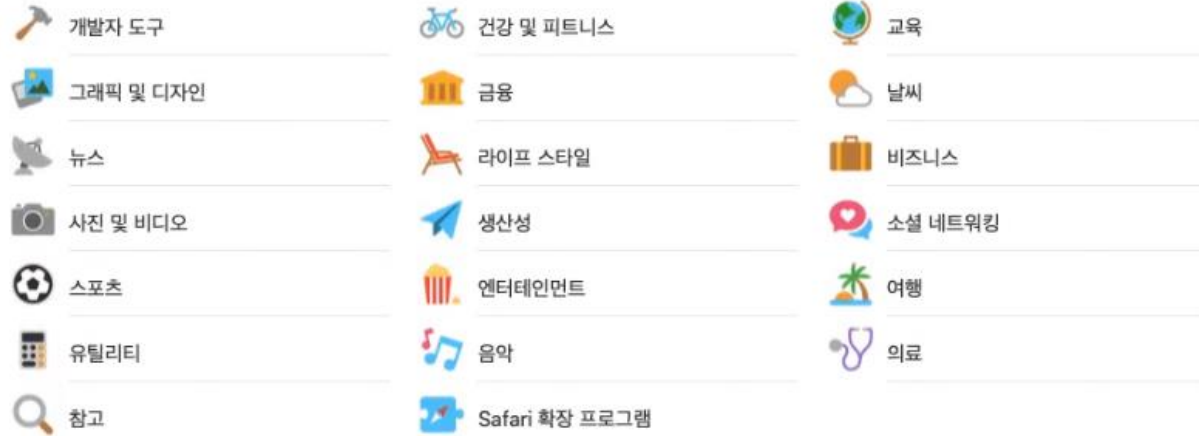 개발자 도구
건강 및 피트니스
교육
그래픽 및 디자인
금융
날씨
뉴스
라이프 스타일
비즈니스
사진 및 비디오
생산성
소셜 네트워킹
스포츠
엔터테인먼트
여행
유틸리티
음악
의료
참고
Safari 확장 프로그램